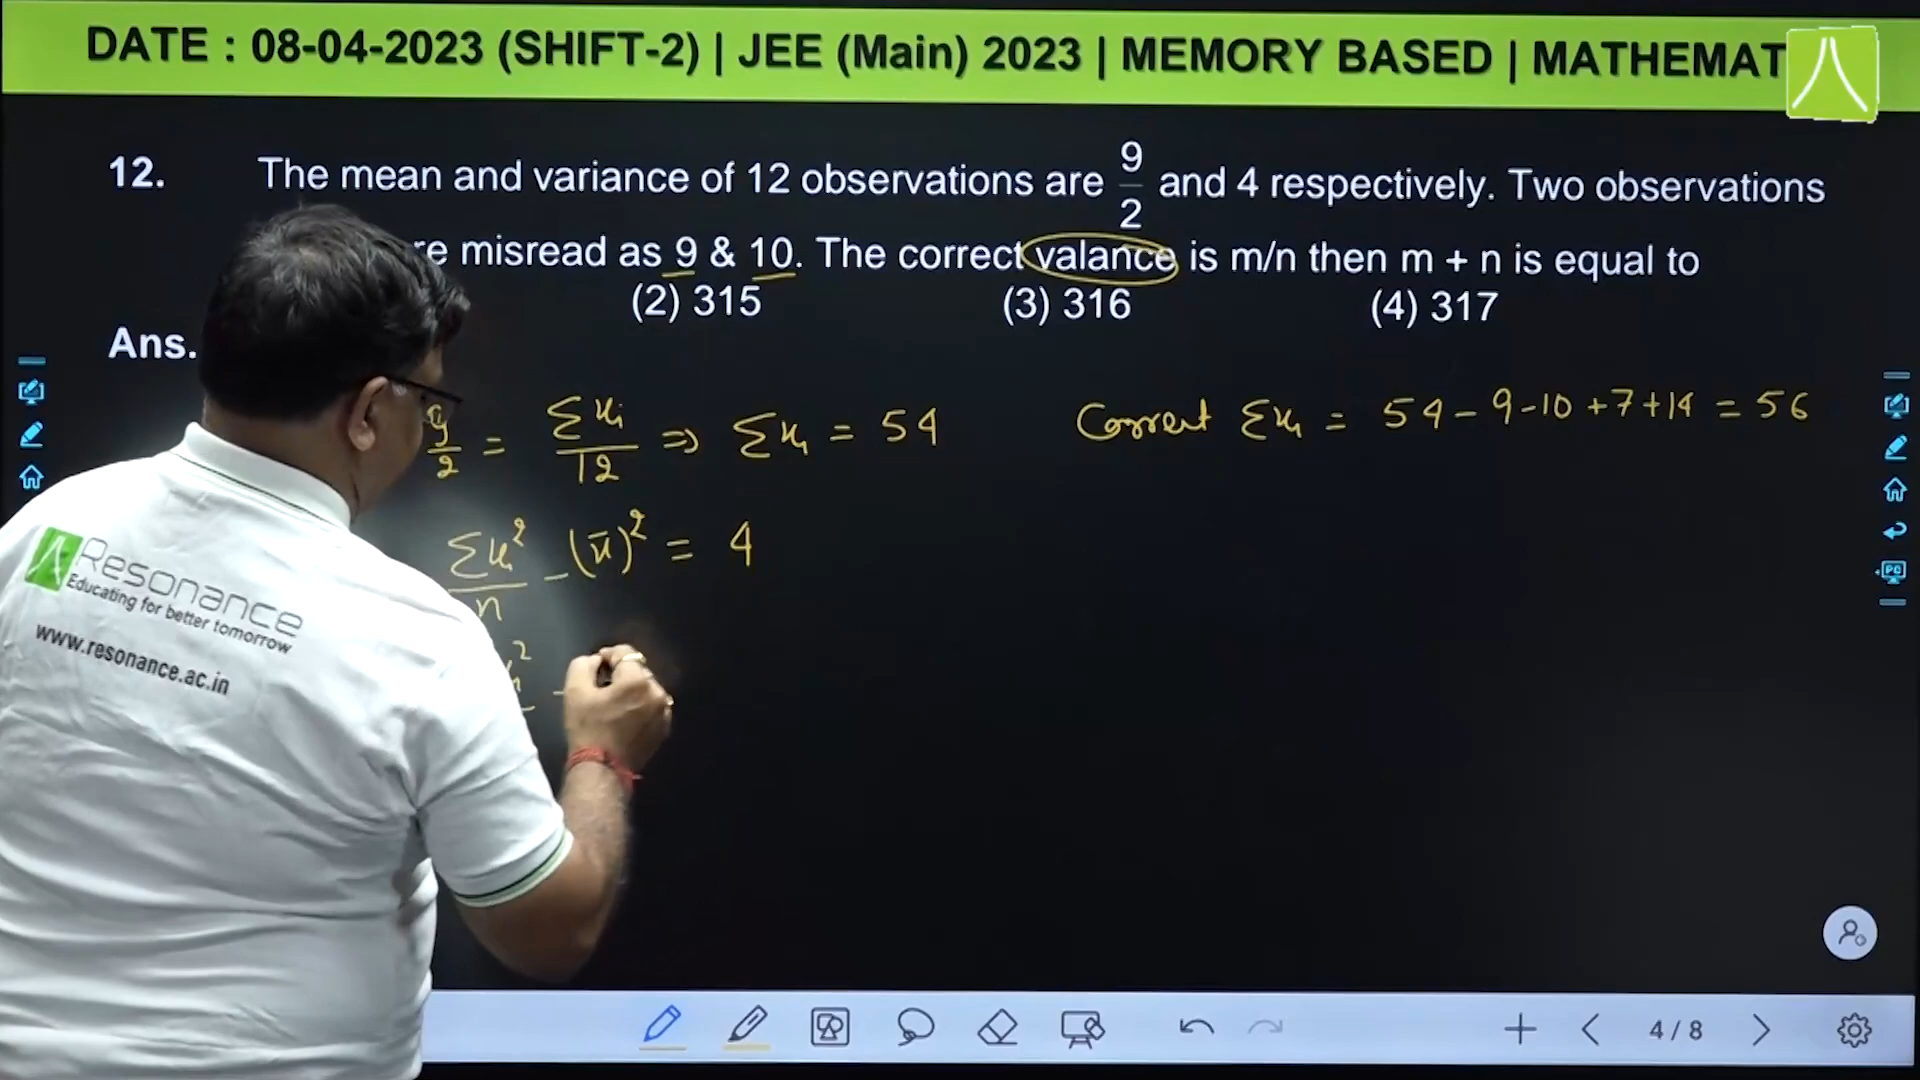 DATE : 08-04-2023 (SHIFT-2) | JEE (Main) 2023 | MEMORY BASED | MATHEMAT
12. The mean and variance of 12 observations are 9/2 and 4 respectively. Two observations
re misread as 9 & 10. The correct valance is m/n then m + n is equal to
(2) 315 (3) 316 (4) 317
Ans.
9/2 = Σxi/12 ⇒ Σxi = 54
Correct Σxi = 54 - 9 - 10 + 7 + 14 = 56
Σxi²/n - (x̄)² = 4
Resonance
Educating for better tomorrow
www.resonance.ac.in
PC
4 / 8